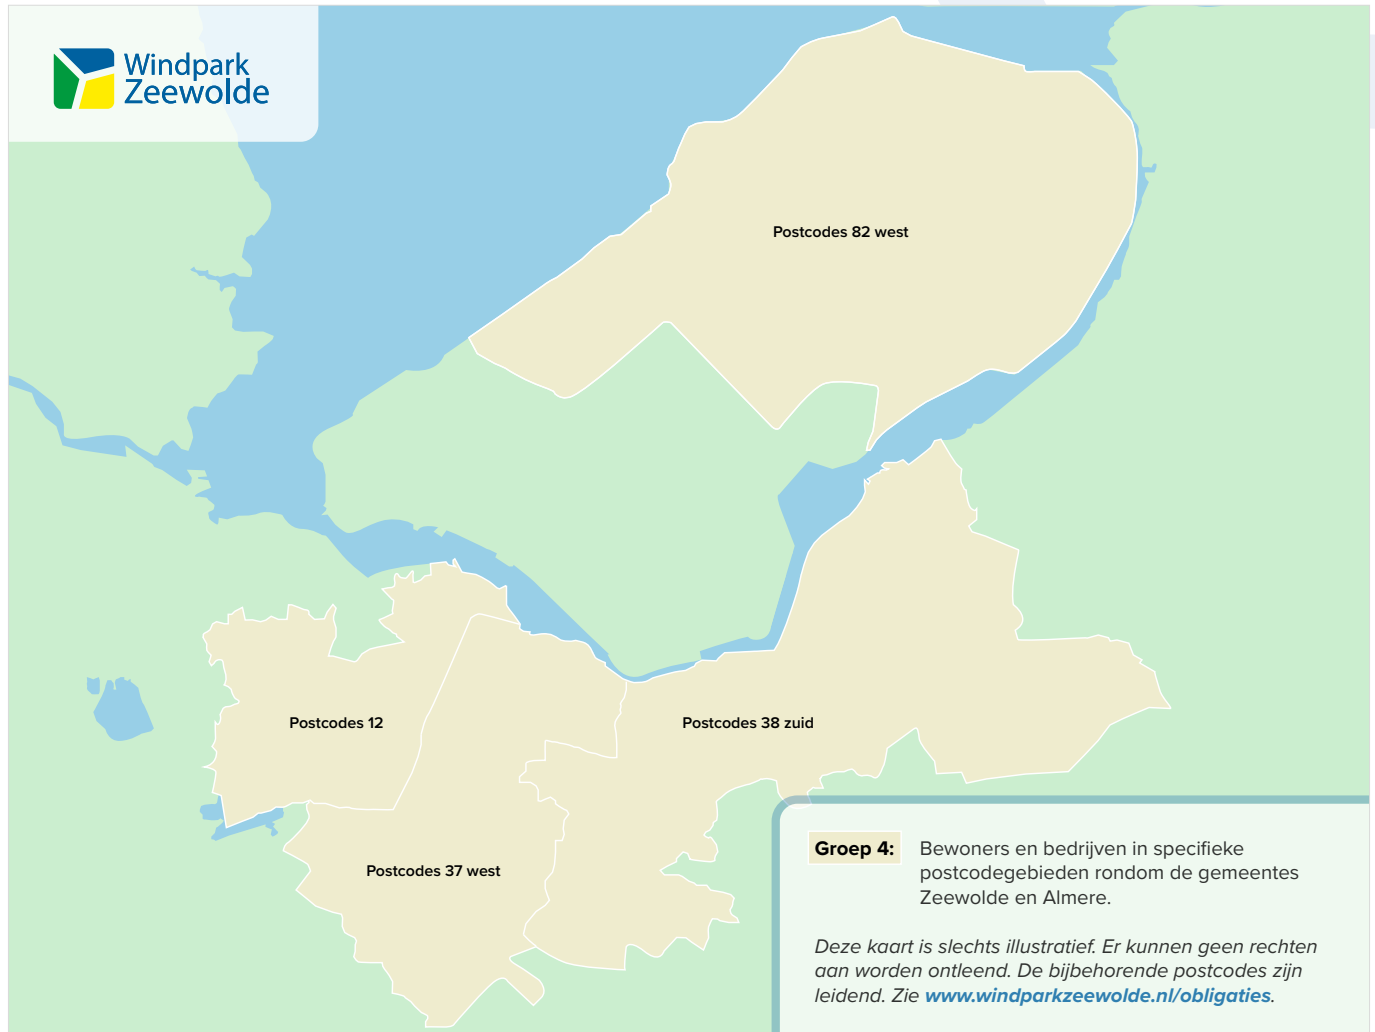 Windpark
Zeewolde
Postcodes 82 west
Postcodes 12
Postcodes 38 zuid
Postcodes 37 west
Groep 4: Bewoners en bedrijven in specifieke
postcodegebieden rondom de gemeentes
Zeewolde en Almere.
Deze kaart is slechts illustratief. Er kunnen geen rechten
aan worden ontleend. De bijbehorende postcodes zijn
leidend. Zie www.windparkzeewolde.nl/obligaties.